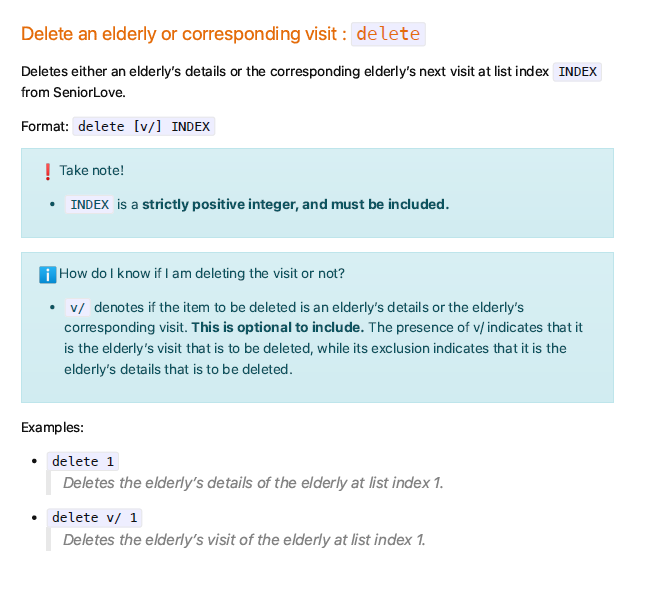 Delete an elderly or corresponding visit : delete
Deletes either an elderly’s details or the corresponding elderly’s next visit at list index INDEX
from SeniorLove.
Format: delete [v/] INDEX
❗ Take note!
• INDEX is a strictly positive integer, and must be included.
ℹ️ How do I know if I am deleting the visit or not?
• v/ denotes if the item to be deleted is an elderly’s details or the elderly’s
corresponding visit. This is optional to include. The presence of v/ indicates that it
is the elderly’s visit that is to be deleted, while its exclusion indicates that it is the
elderly’s details that is to be deleted.
Examples:
• delete 1
Deletes the elderly’s details of the elderly at list index 1.
• delete v/ 1
Deletes the elderly’s visit of the elderly at list index 1.